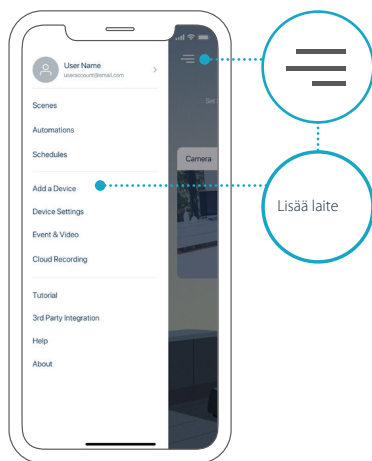 User Name
useraccount@email.com
Scenes
Automations
Schedules
Add a Device
Device Settings
Event & Video
Cloud Recording
Tutorial
3rd Party Integration
Help
About
Set
Camera
Lisää laite